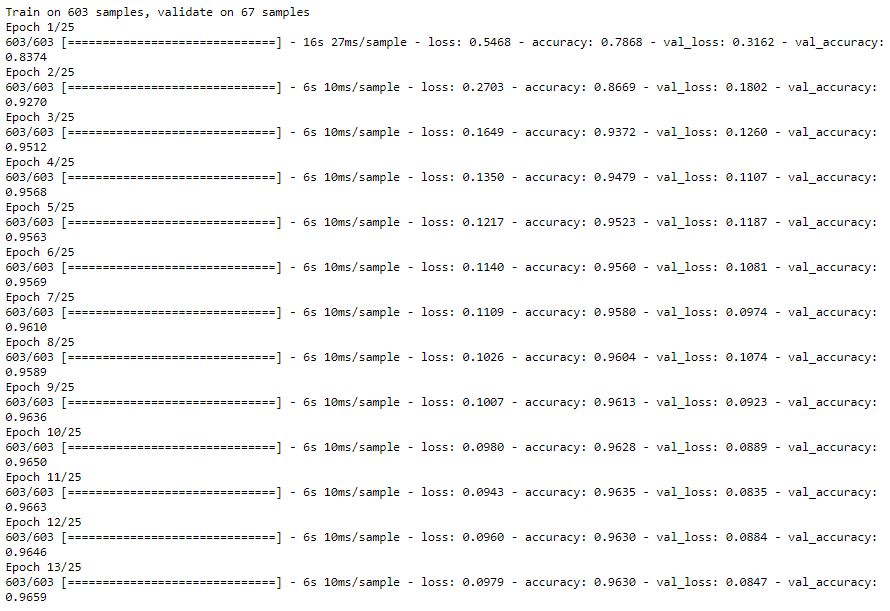 Train on 603 samples, validate on 67 samples
Epoch 1/25
603/603 [==============================] - 16s 27ms/sample - loss: 0.5468 - accuracy: 0.7868 - val_loss: 0.3162 - val_accuracy:
0.8374
Epoch 2/25
603/603 [==============================] - 6s 10ms/sample - loss: 0.2703 - accuracy: 0.8669 - val_loss: 0.1802 - val_accuracy:
0.9270
Epoch 3/25
603/603 [==============================] - 6s 10ms/sample - loss: 0.1649 - accuracy: 0.9372 - val_loss: 0.1260 - val_accuracy:
0.9512
Epoch 4/25
603/603 [==============================] - 6s 10ms/sample - loss: 0.1350 - accuracy: 0.9479 - val_loss: 0.1107 - val_accuracy:
0.9568
Epoch 5/25
603/603 [==============================] - 6s 10ms/sample - loss: 0.1217 - accuracy: 0.9523 - val_loss: 0.1187 - val_accuracy:
0.9563
Epoch 6/25
603/603 [==============================] - 6s 10ms/sample - loss: 0.1140 - accuracy: 0.9560 - val_loss: 0.1081 - val_accuracy:
0.9569
Epoch 7/25
603/603 [==============================] - 6s 10ms/sample - loss: 0.1109 - accuracy: 0.9580 - val_loss: 0.0974 - val_accuracy:
0.9610
Epoch 8/25
603/603 [==============================] - 6s 10ms/sample - loss: 0.1026 - accuracy: 0.9604 - val_loss: 0.1074 - val_accuracy:
0.9589
Epoch 9/25
603/603 [==============================] - 6s 10ms/sample - loss: 0.1007 - accuracy: 0.9613 - val_loss: 0.0923 - val_accuracy:
0.9636
Epoch 10/25
603/603 [==============================] - 6s 10ms/sample - loss: 0.0980 - accuracy: 0.9628 - val_loss: 0.0889 - val_accuracy:
0.9650
Epoch 11/25
603/603 [==============================] - 6s 10ms/sample - loss: 0.0943 - accuracy: 0.9635 - val_loss: 0.0835 - val_accuracy:
0.9663
Epoch 12/25
603/603 [==============================] - 6s 10ms/sample - loss: 0.0960 - accuracy: 0.9630 - val_loss: 0.0884 - val_accuracy:
0.9646
Epoch 13/25
603/603 [==============================] - 6s 10ms/sample - loss: 0.0979 - accuracy: 0.9630 - val_loss: 0.0847 - val_accuracy:
0.9659